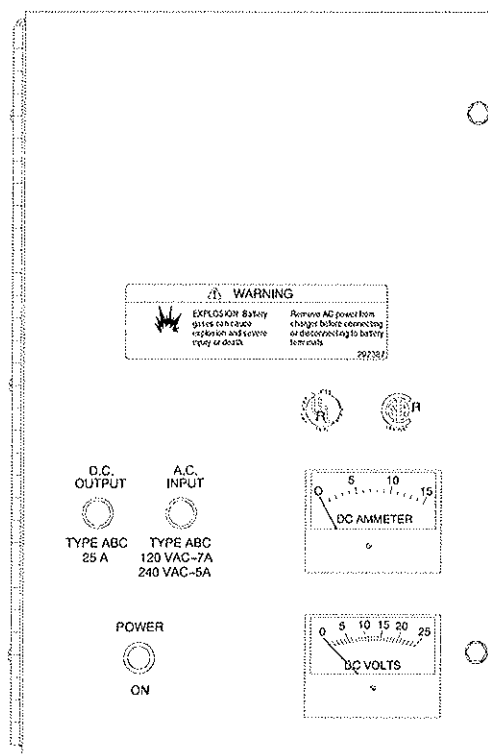 WARNING
EXPLOSION: Battery
gases can cause
explosion and severe
injury or death.
Remove AC power from
charger before connecting
or disconnecting to battery
terminals
R
R
D.C.
OUTPUT
TYPE ABC
25 A
A.C.
INPUT
TYPE ABC
120 VAC-7A
240 VAC-5A
0 5 10 15
DC AMMETER
POWER
ON
0 5 10 15 20 25
DC VOLTS